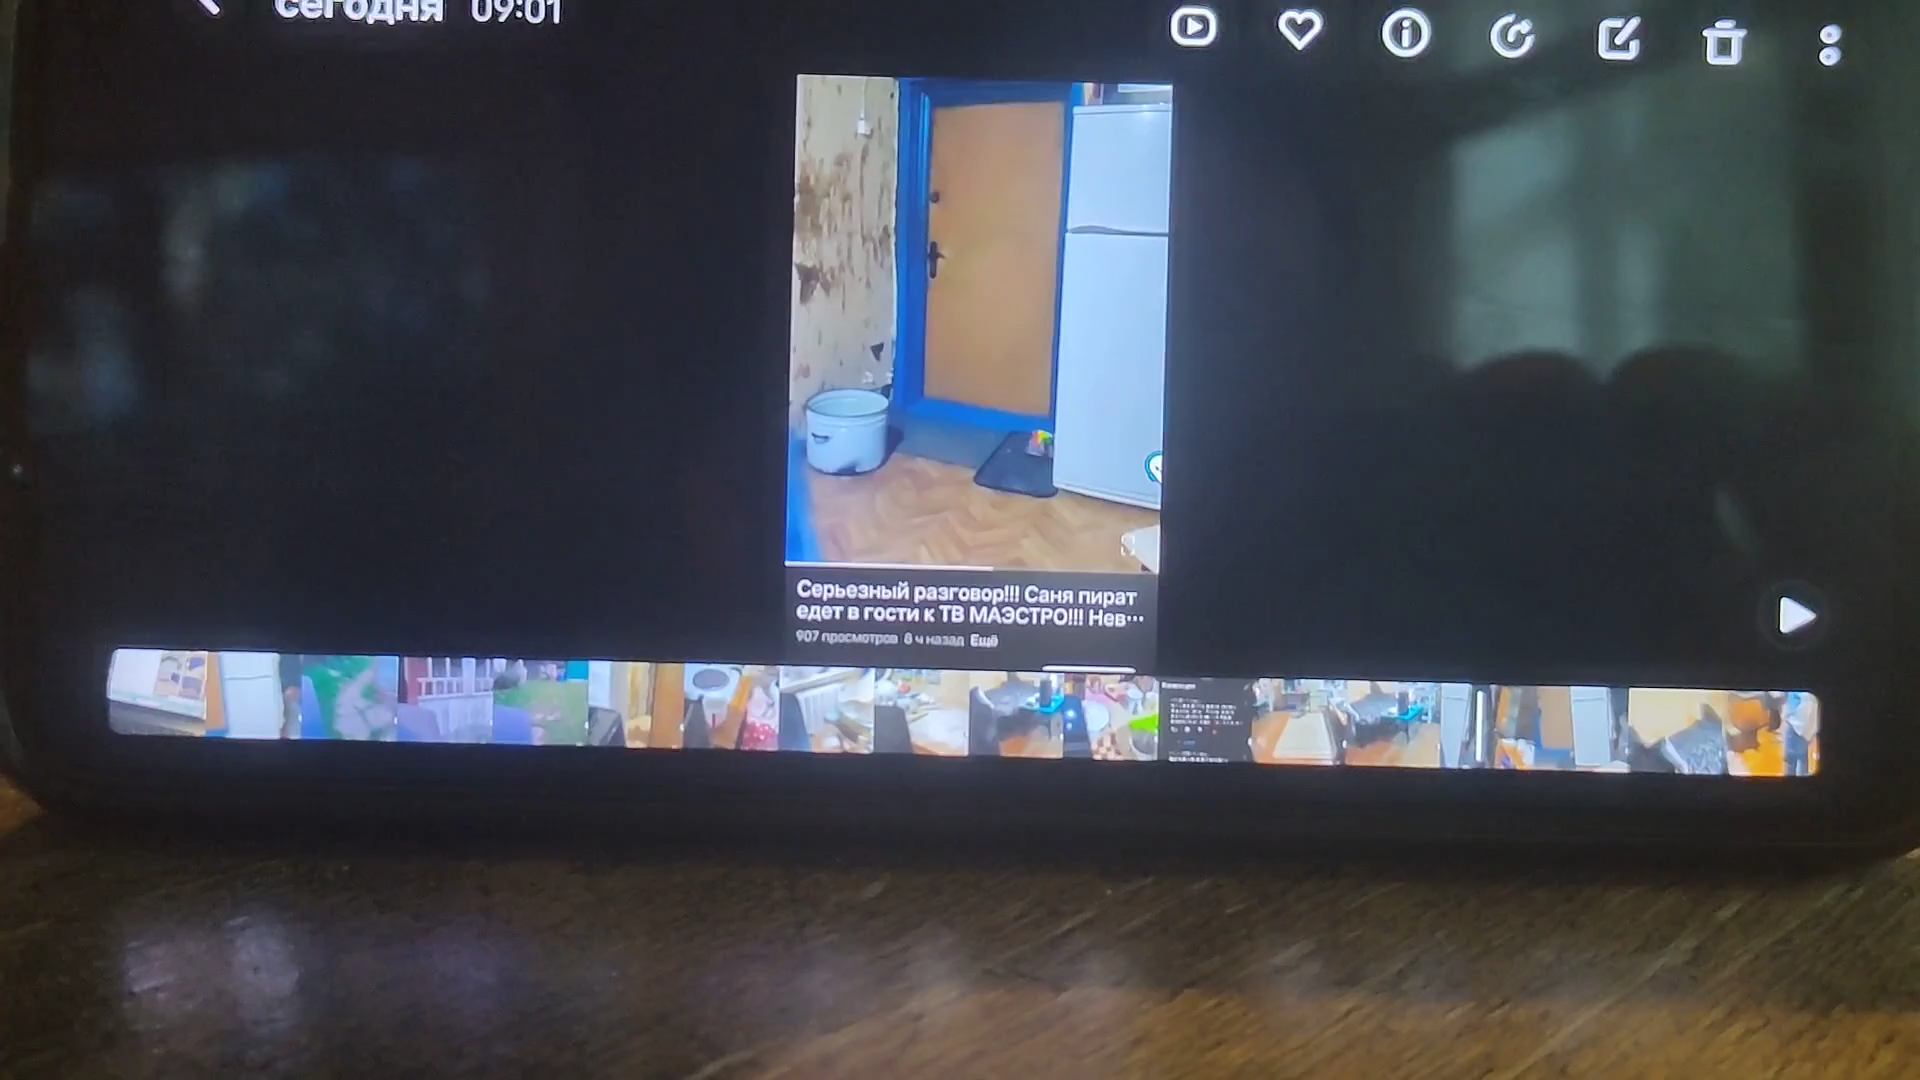 сегодня 09:01
Серьезный разговор!!! Саня пират
едет в гости к ТВ МАЭСТРО!!! Нев...
907 просмотров 8 ч назад Ещё